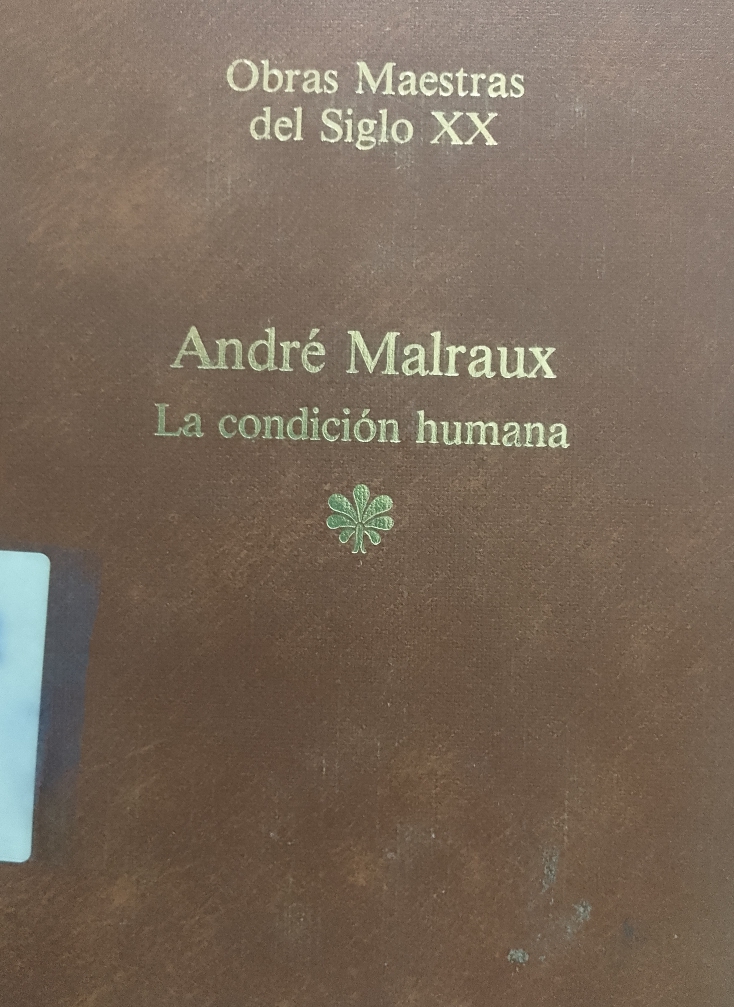 Obras Maestras
del Siglo XX
André Malraux
La condición humana